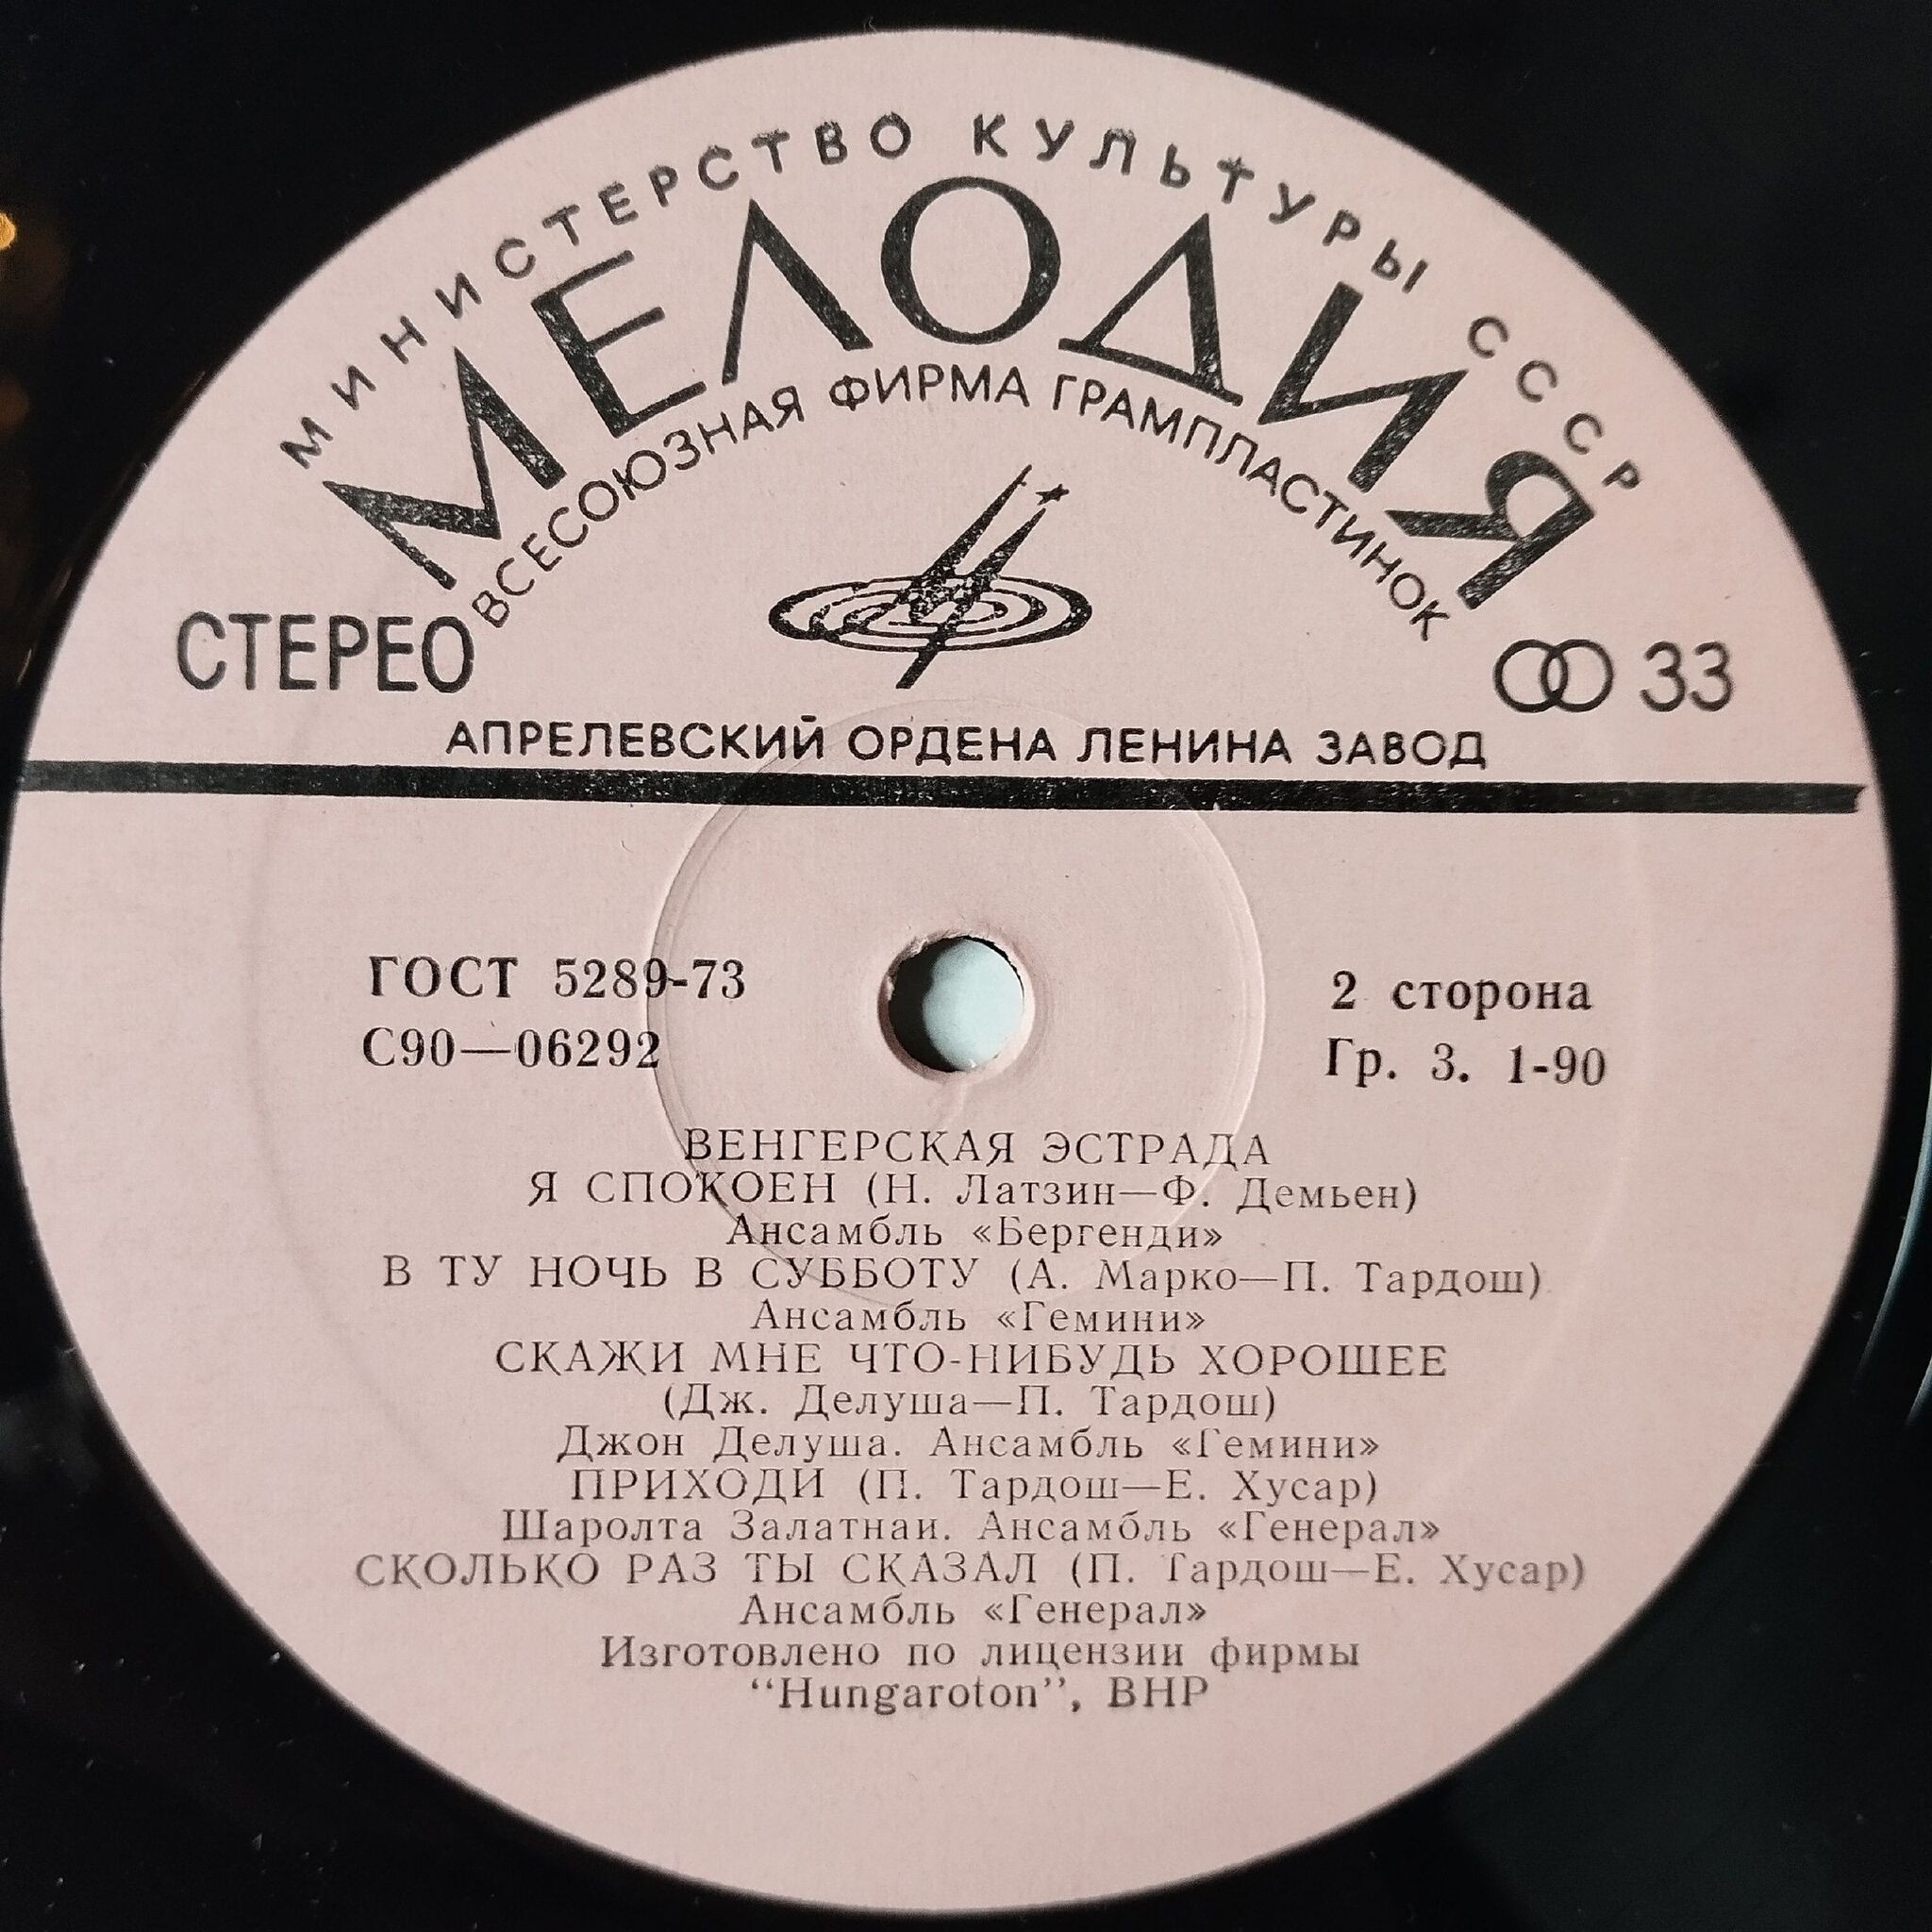 МИНИСТЕРСТВО КУЛЬТУРЫ СССР
МЕЛОДИЯ
ВСЕСОЮЗНАЯ ФИРМА ГРАМПЛАСТИНОК
СТЕРЕО
33
АПРЕЛЕВСКИЙ ОРДЕНА ЛЕНИНА ЗАВОД
ГОСТ 5289-73
2 сторона
С90—06292
Гр. 3. 1-90
ВЕНГЕРСКАЯ ЭСТРАДА
Я СПОКОЕН (Н. Латзин—Ф. Демьен)
Ансамбль «Бергенди»
В ТУ НОЧЬ В СУББОТУ (А. Марко—П. Тардош)
Ансамбль «Гемини»
СКАЖИ МНЕ ЧТО-НИБУДЬ ХОРОШЕЕ
(Дж. Делуша—П. Тардош)
Джон Делуша. Ансамбль «Гемини»
ПРИХОДИ (П. Тардош—Е. Хусар)
Шаролта Залатнаи. Ансамбль «Генерал»
СКОЛЬКО РАЗ ТЫ СКАЗАЛ (П. Тардош—Е. Хусар)
Ансамбль «Генерал»
Изготовлено по лицензии фирмы
“Hungaroton”, ВНР